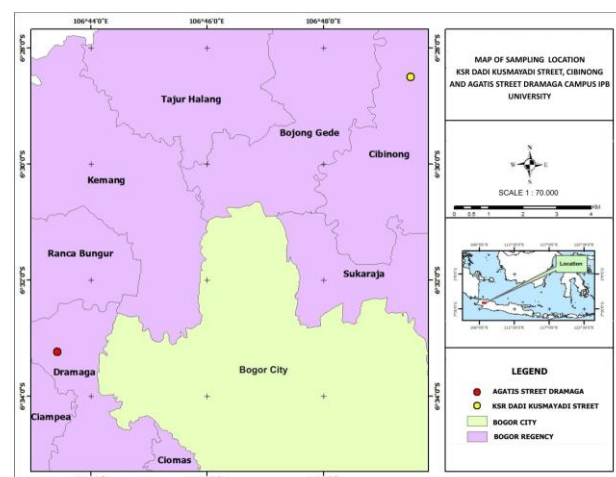 106°44'0"E 106°46'0"E 106°48'0"E
6°28'0"S
6°28'0"S
Tajur Halang
Bojong Gede
Cibinong
6°30'0"S
6°30'0"S
Kemang
Ranca Bungur
Sukaraja
6°32'0"S
6°32'0"S
Dramaga
Bogor City
6°34'0"S
6°34'0"S
Ciampea
Ciomas
MAP OF SAMPLING LOCATION
KSR DADI KUSMAYADI STREET, CIBINONG
AND AGATIS STREET DRAMAGA CAMPUS IPB
UNIVERSITY
N
W E
S
SCALE 1 : 70.000
KM
0 0.5 1 2 3 4
Location
LEGEND
AGATIS STREET DRAMAGA
KSR DADI KUSMAYADI STREET
BOGOR CITY
BOGOR REGENCY